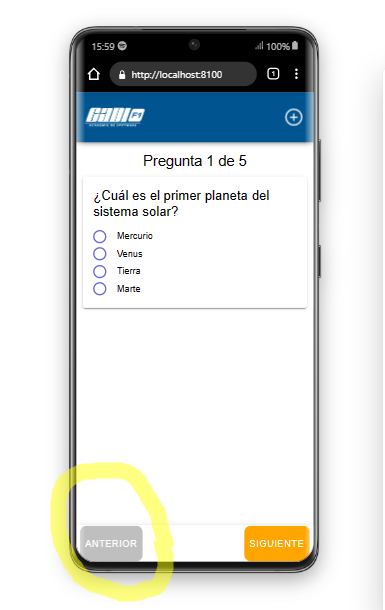 15:59
100%
http://localhost:8100
1
Pregunta 1 de 5
¿Cuál es el primer planeta del
sistema solar?
Mercurio
Venus
Tierra
Marte
ANTERIOR
SIGUIENTE